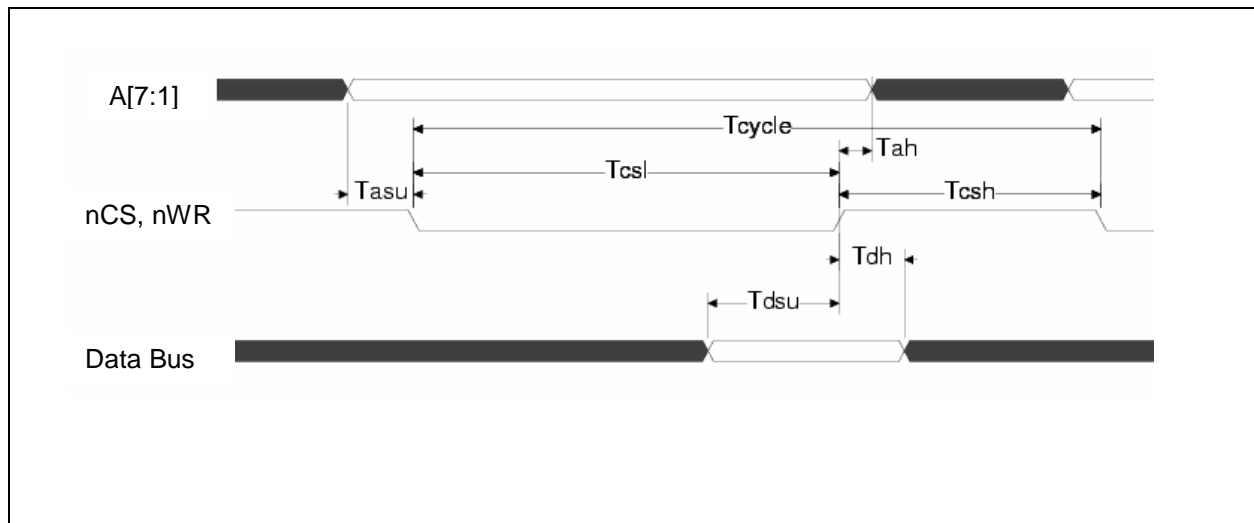 A[7:1]
Tcycle
Tah
Tcsl
Tasu
Tcsh
nCS, nWR
Tdh
Tdsu
Data Bus